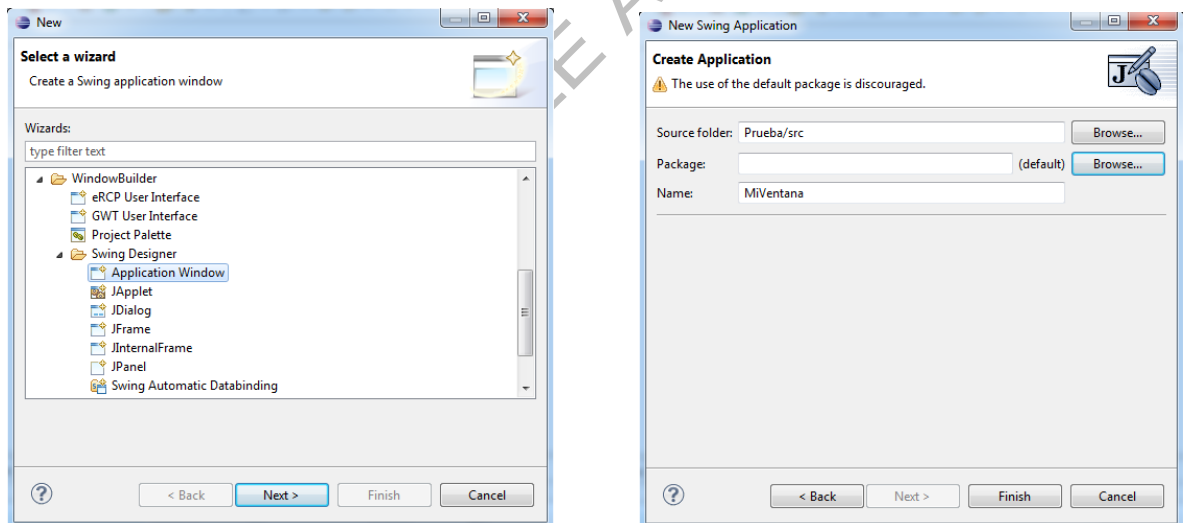 New
Select a wizard
Create a Swing application window
Wizards:
type filter text
WindowBuilder
eRCP User Interface
GWT User Interface
Project Palette
Swing Designer
Application Window
JApplet
JDialog
JFrame
JInternalFrame
JPanel
Swing Automatic Databinding
< Back Next > Finish Cancel
New Swing Application
Create Application
The use of the default package is discouraged.
Source folder: Prueba/src Browse...
Package: (default) Browse...
Name: MiVentana
< Back Next > Finish Cancel